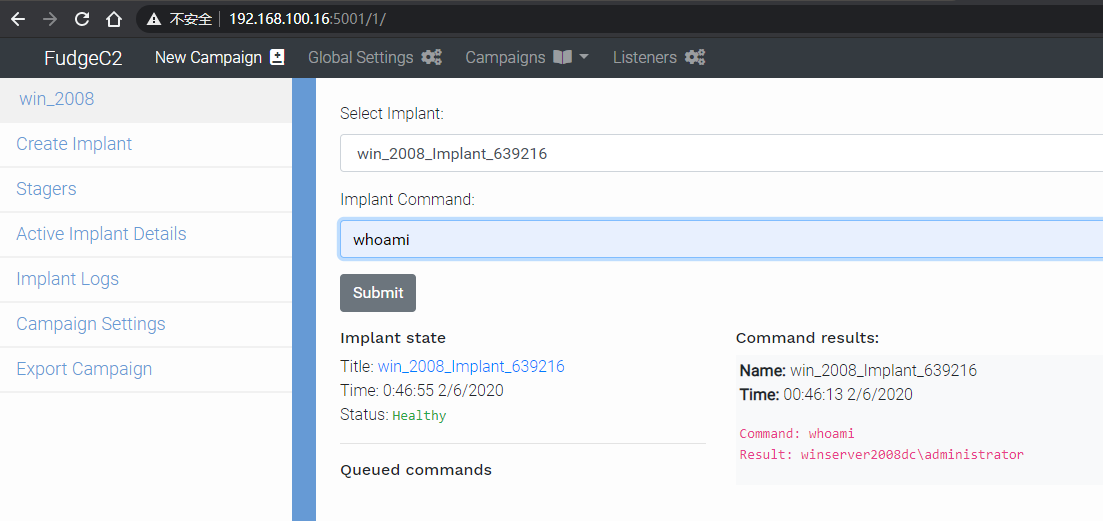 不安全 192.168.100.16:5001/1/
FudgeC2 New Campaign Global Settings Campaigns Listeners
win_2008
Create Implant
Stagers
Active Implant Details
Implant Logs
Campaign Settings
Export Campaign
Select Implant:
win_2008_Implant_639216
Implant Command:
whoami
Submit
Implant state
Title: win_2008_Implant_639216
Time: 0:46:55 2/6/2020
Status: Healthy
Queued commands
Command results:
Name: win_2008_Implant_639216
Time: 00:46:13 2/6/2020
Command: whoami
Result: winserver2008dc\administrator